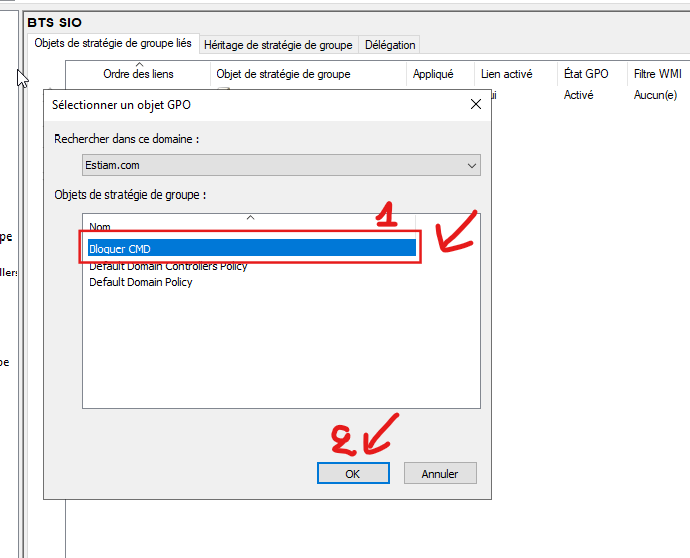 BTS SIO
Objets de stratégie de groupe liés Héritage de stratégie de groupe Délégation
Ordre des liens Objet de stratégie de groupe Appliqué Lien activé État GPO Filtre WMI
ui Activé Aucun(e)
Sélectionner un objet GPO
Rechercher dans ce domaine :
Estiam.com
Objets de stratégie de groupe :
1
Nom
Bloquer CMD
Default Domain Controllers Policy
Default Domain Policy
pe
llers
pe
2
OK Annuler